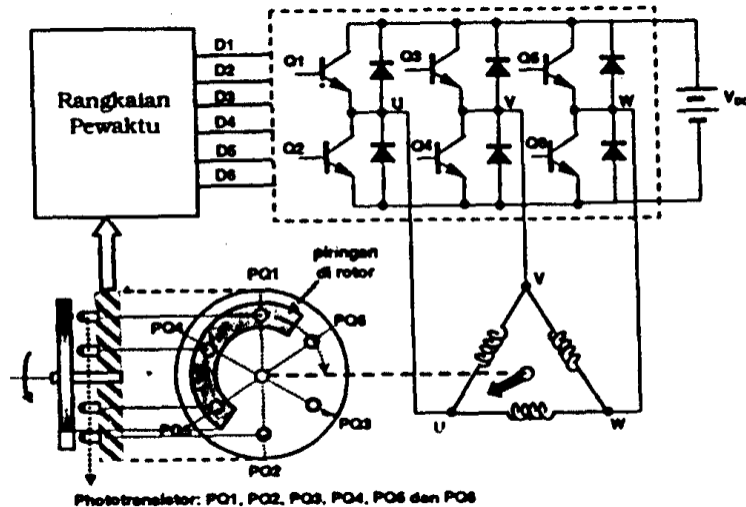 Rangkaian
Pewaktu
D1
D2
D3
D4
D5
D6
Q1
Q3
Q5
U
V
W
Q2
Q4
Q6
piringan
di rotor
PQ1
PQ4
PQ3
PQ2
V
U
W
Phototransistor: PQ1, PQ2, PQ3, PQ4, PQ5 dan PQ6